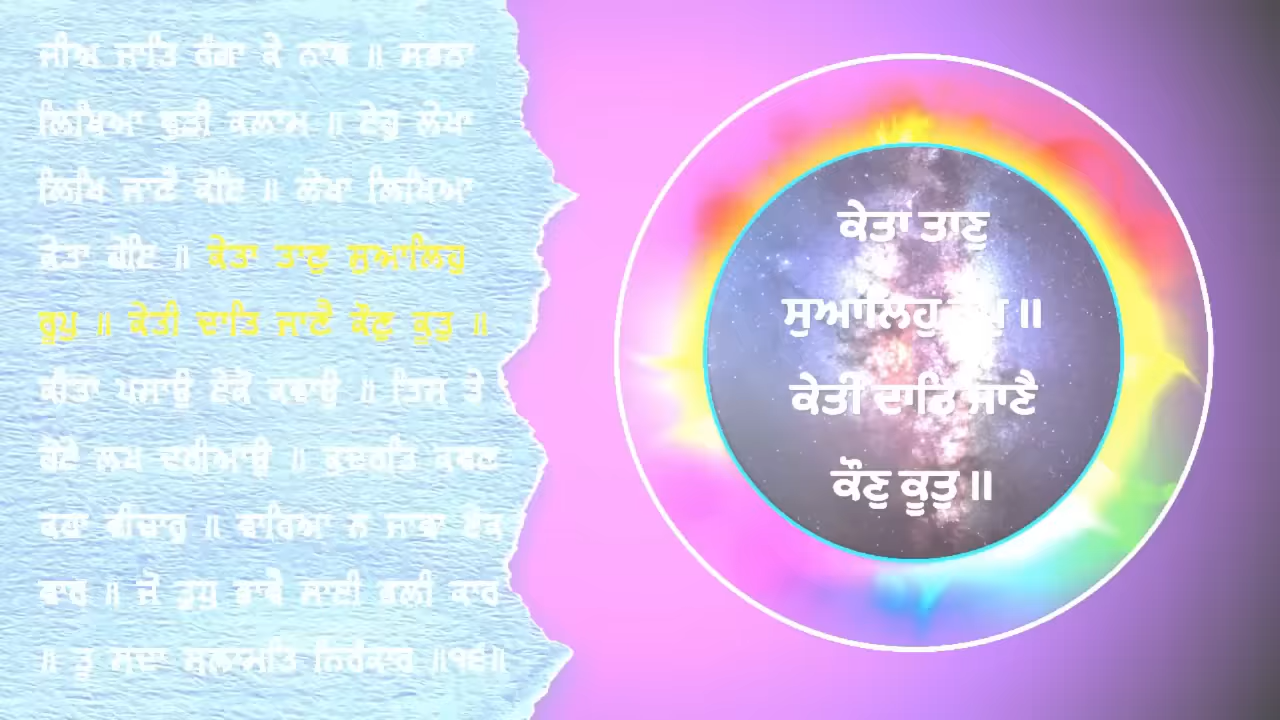 ਜੀਅ ਜਾਤਿ ਰੰਗਾ ਕੇ ਨਾਵ ॥ ਸਭਨਾ
ਲਿਖਿਆ ਵੁੜੀ ਕਲਾਮ ॥ ਏਹੁ ਲੇਖਾ
ਲਿਖਿ ਜਾਣੈ ਕੋਇ ॥ ਲੇਖਾ ਲਿਖਿਆ
ਕੇਤਾ ਹੋਇ ॥ ਕੇਤਾ ਤਾਣੁ ਸੁਆਲਿਹੁ
ਰੂਪੁ ॥ ਕੇਤੀ ਦਾਤਿ ਜਾਣੈ ਕੌਣੁ ਕੂਤੁ ॥
ਕੀਤਾ ਪਸਾਉ ਏਕੋ ਕਵਾਉ ॥ ਤਿਸ ਤੇ
ਹੋਏ ਲਖ ਦਰੀਆਉ ॥ ਕੁਦਰਤਿ ਕਵਣ
ਕਹਾ ਵੀਚਾਰੁ ॥ ਵਾਰਿਆ ਨ ਜਾਵਾ ਏਕ
ਵਾਰ ॥ ਜੋ ਤੁਧੁ ਭਾਵੈ ਸਾਈ ਭਲੀ ਕਾਰ
॥ ਤੂ ਸਦਾ ਸਲਾਮਤਿ ਨਿਰੰਕਾਰ ॥੧੬॥
ਕੇਤਾ ਤਾਣੁ
ਸੁਆਲਿਹੁ ਰੂਪੁ ॥
ਕੇਤੀ ਦਾਤਿ ਜਾਣੈ
ਕੌਣੁ ਕੂਤੁ ॥